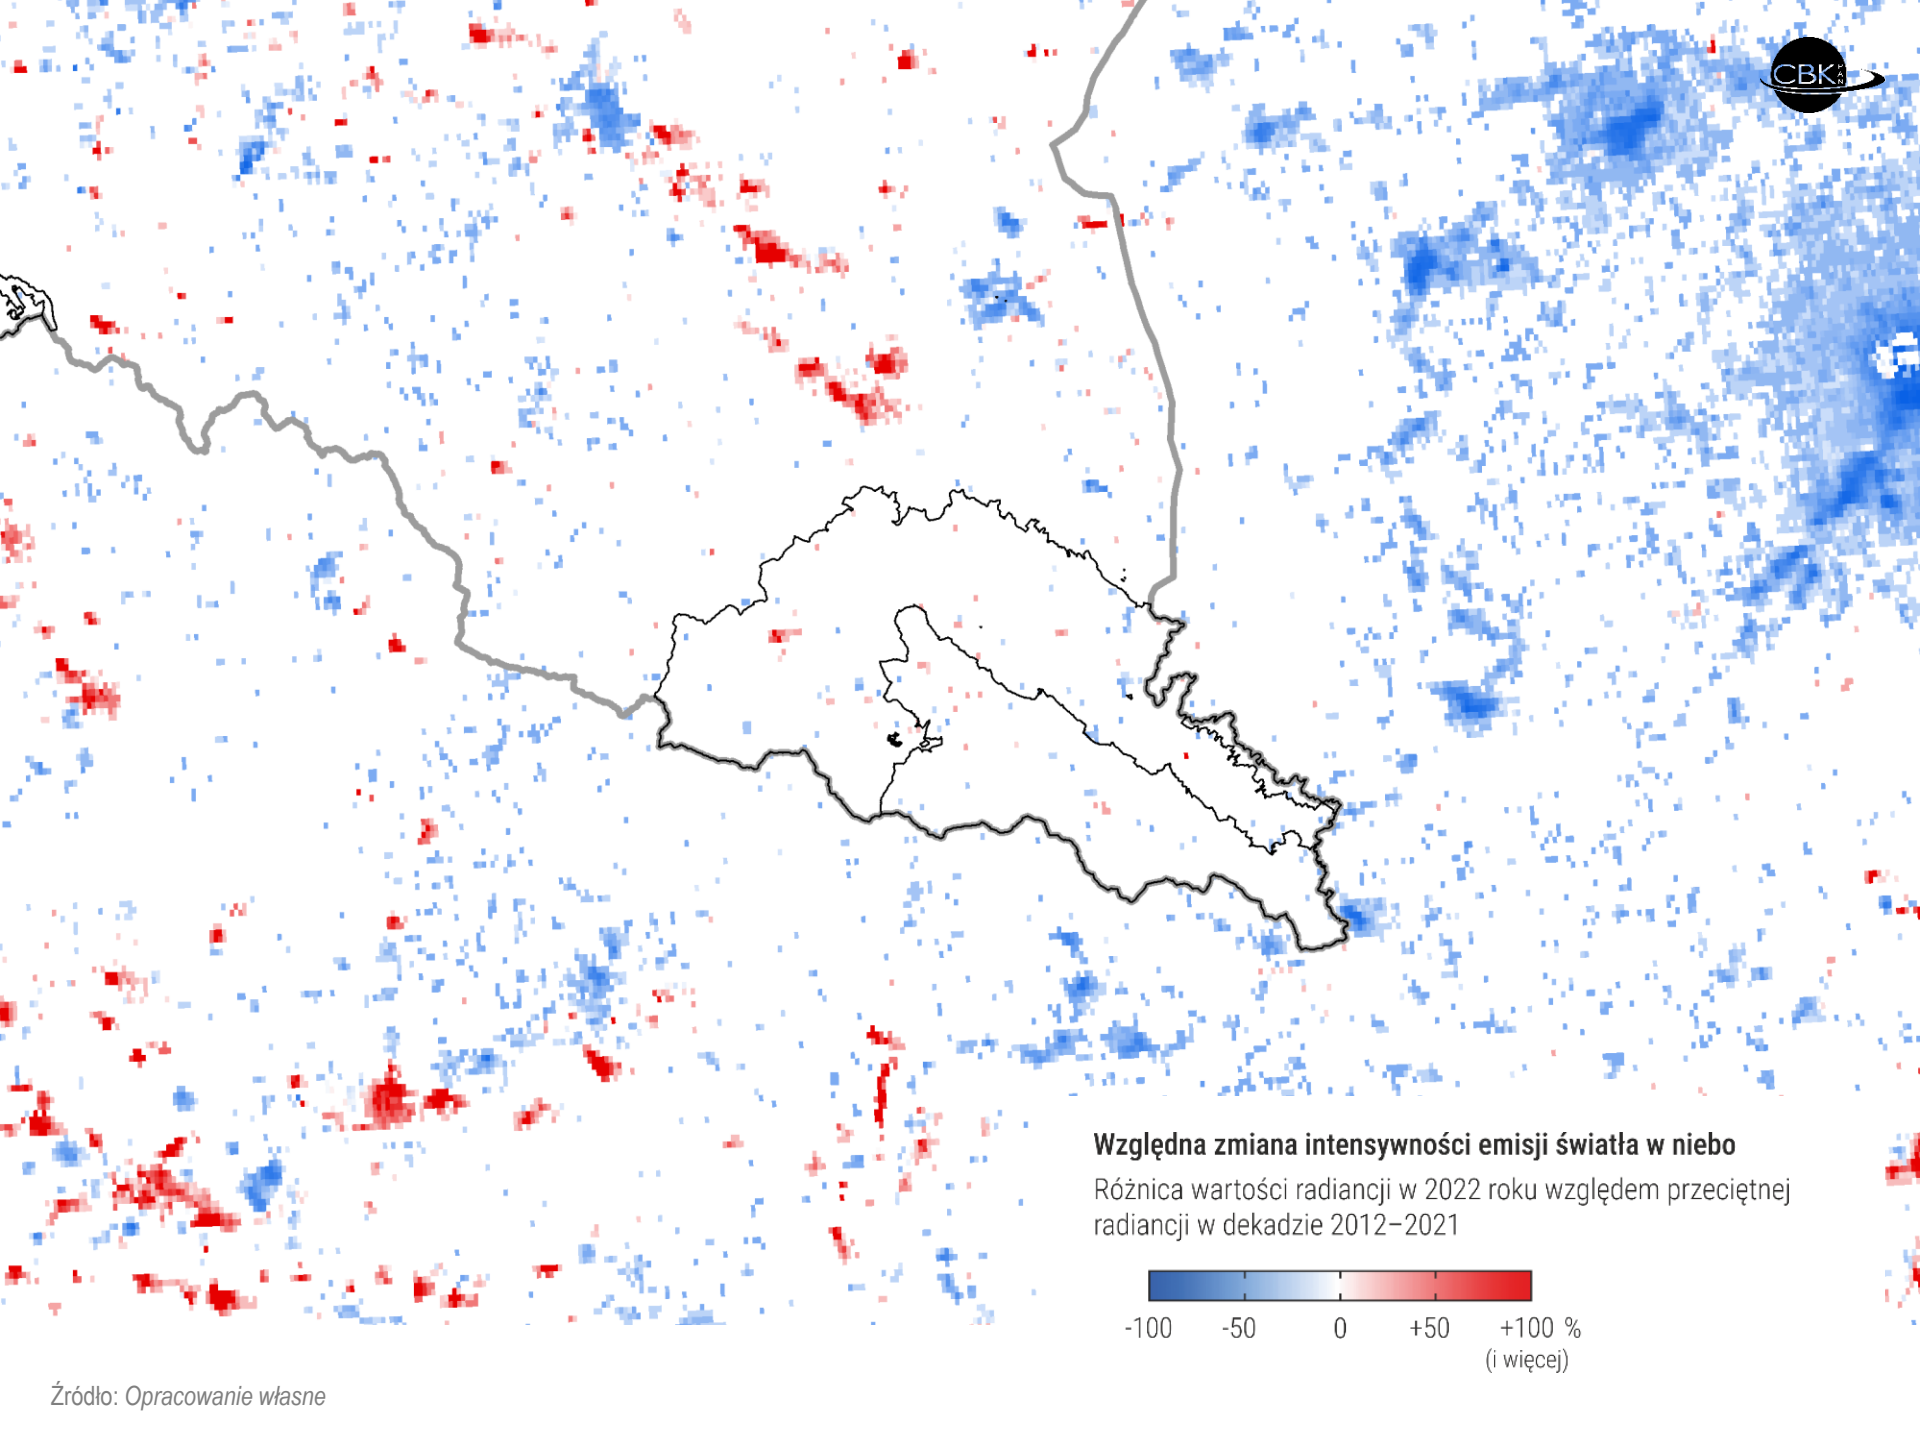 CBK
PAN
Względna zmiana intensywności emisji światła w niebo
Różnica wartości radiancji w 2022 roku względem przeciętnej
radiancji w dekadzie 2012–2021
-100 -50 0 +50 +100 %
(i więcej)
Źródło: Opracowanie własne